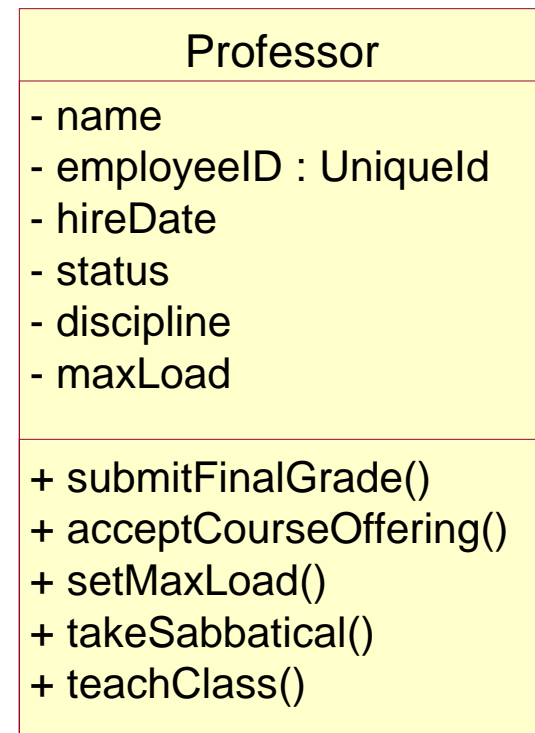 Professor
- name
- employeeID : UniqueId
- hireDate
- status
- discipline
- maxLoad
+ submitFinalGrade()
+ acceptCourseOffering()
+ setMaxLoad()
+ takeSabbatical()
+ teachClass()